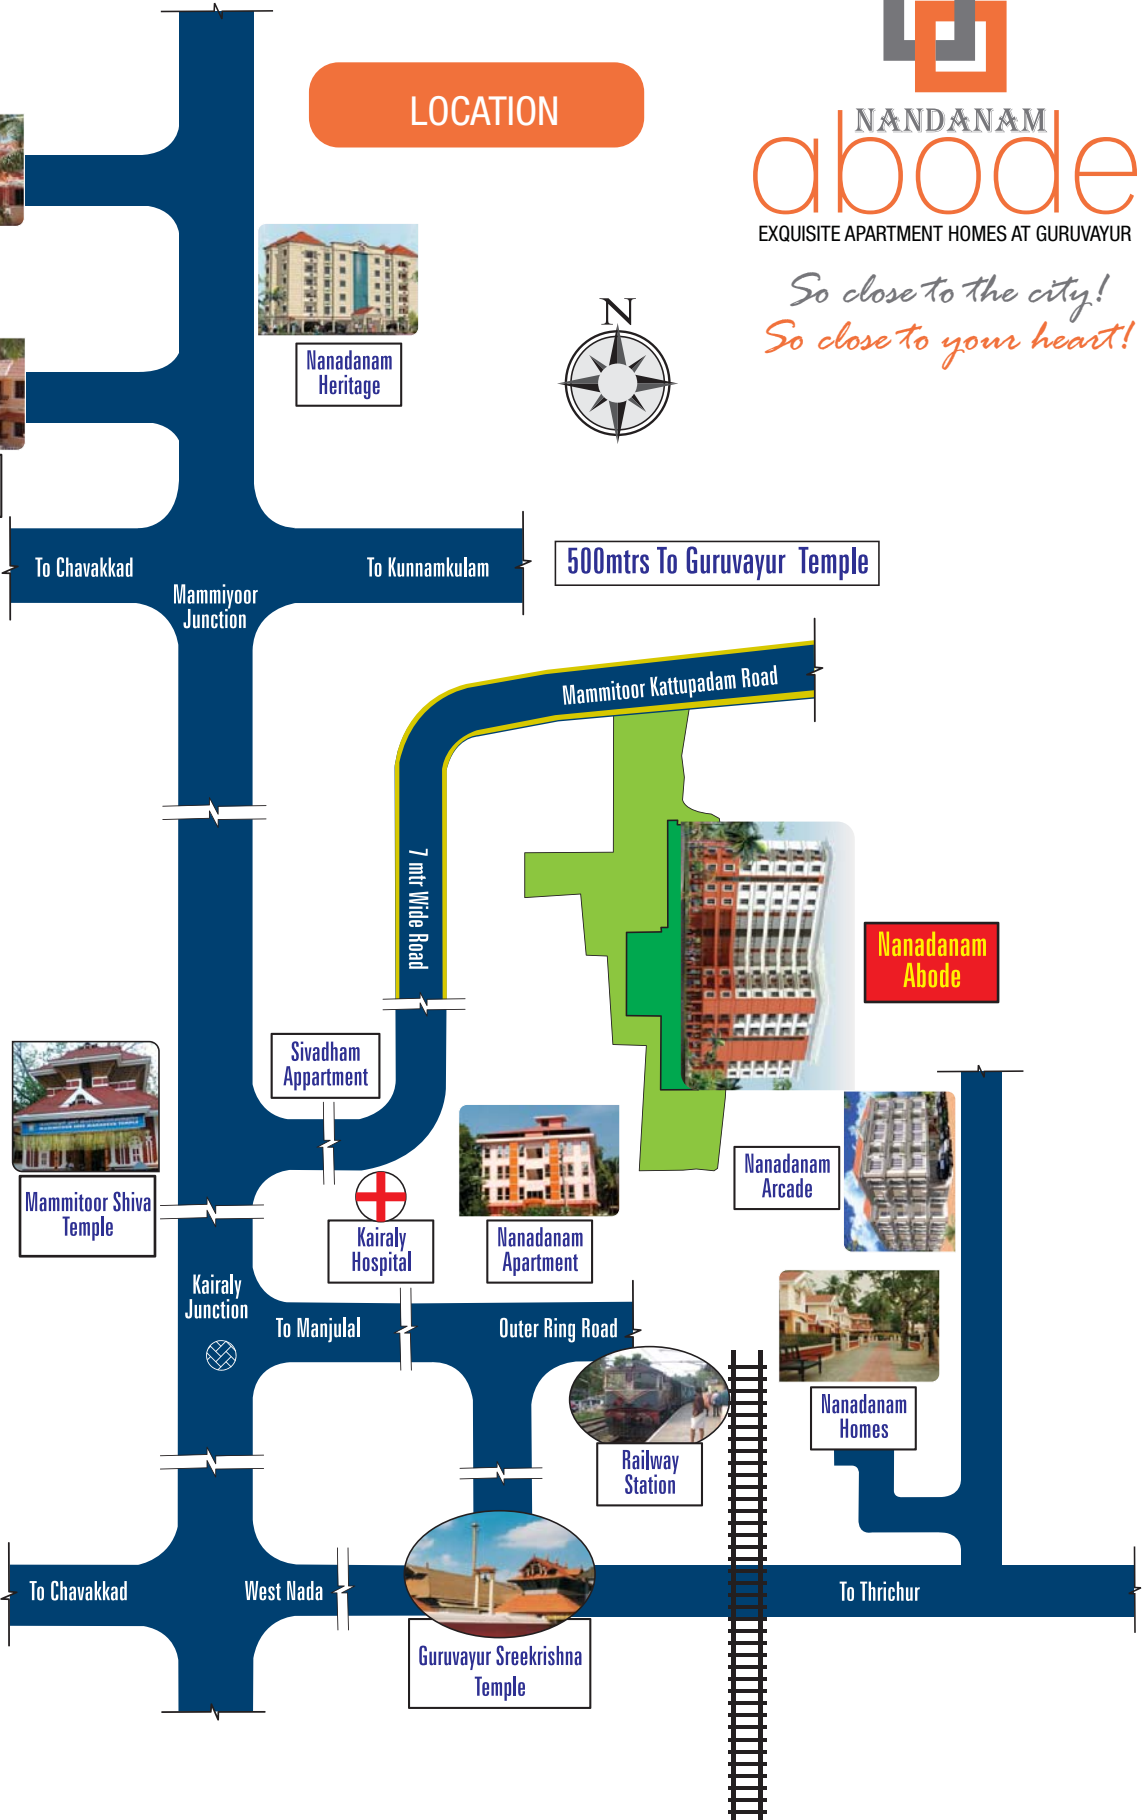 LOCATION
NANDANAM
abode
EXQUISITE APARTMENT HOMES AT GURUVAYUR
So close to the city!
So close to your heart!
Nanadanam
Heritage
N
To Chavakkad
To Kunnamkulam
500mtrs To Guruvayur Temple
Mammiyoor
Junction
Mammitoor Kattupadam Road
7 mtr Wide Road
Nanadanam
Abode
Sivadham
Appartment
Mammitoor Shiva
Temple
Nanadanam
Arcade
Kairaly
Hospital
Nanadanam
Apartment
Kairaly
Junction
To Manjulal
Outer Ring Road
Nanadanam
Homes
Railway
Station
To Chavakkad
West Nada
To Thrichur
Guruvayur Sreekrishna
Temple